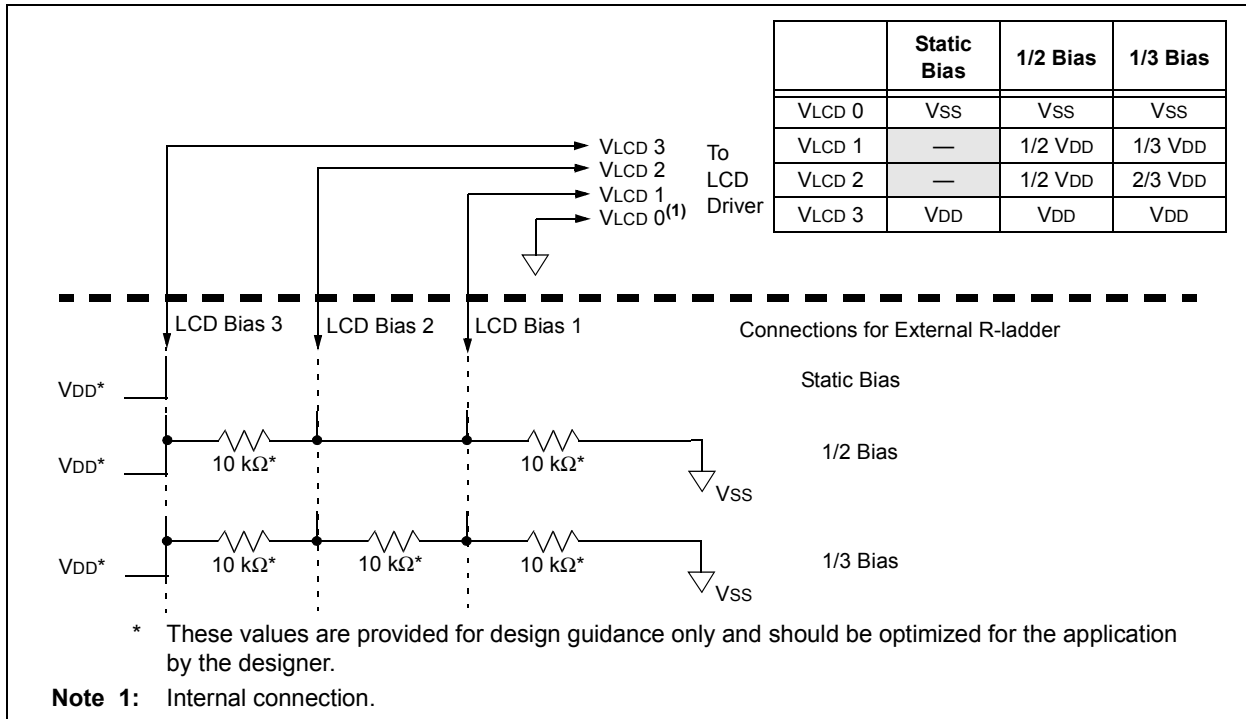 Static Bias 1/2 Bias 1/3 Bias
VLCD 0 VSS VSS VSS
VLCD 1 — 1/2 VDD 1/3 VDD
VLCD 2 — 1/2 VDD 2/3 VDD
VLCD 3 VDD VDD VDD
VLCD 3
VLCD 2
VLCD 1
VLCD 0(1)
To
LCD
Driver
LCD Bias 3 LCD Bias 2 LCD Bias 1 Connections for External R-ladder
VDD* Static Bias
VDD* 10 kΩ* 10 kΩ* VSS 1/2 Bias
VDD* 10 kΩ* 10 kΩ* 10 kΩ* VSS 1/3 Bias
* These values are provided for design guidance only and should be optimized for the application
by the designer.
Note 1: Internal connection.